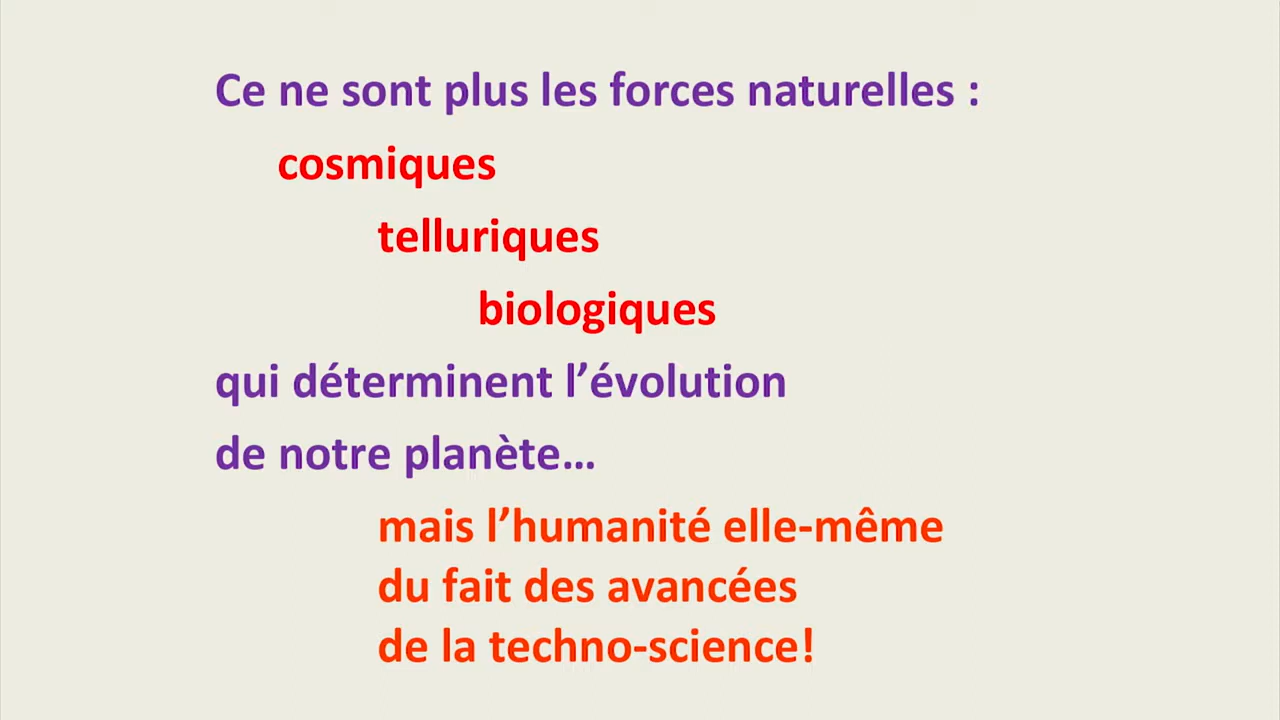 Ce ne sont plus les forces naturelles :
cosmiques
telluriques
biologiques
qui déterminent l’évolution
de notre planète…
mais l’humanité elle-même
du fait des avancées
de la techno-science!